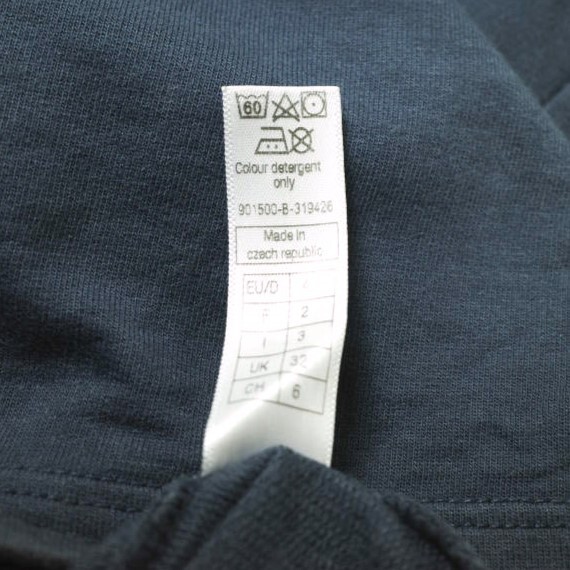 60
Colour detergent
only
901500-B-319426
Made in
czech republic
EU/D
F 2
I 3
UK 32
CH 6